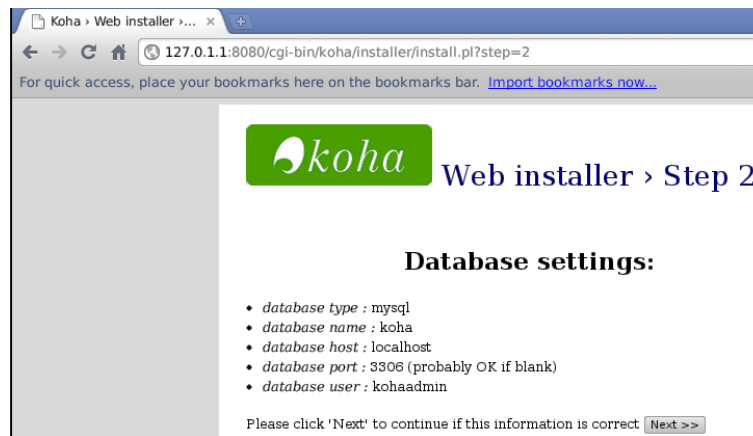 Koha › Web installer ›...
127.0.1.1:8080/cgi-bin/koha/installer/install.pl?step=2
For quick access, place your bookmarks here on the bookmarks bar. Import bookmarks now...
koha Web installer › Step 2
Database settings:
database type : mysql
database name : koha
database host : localhost
database port : 3306 (probably OK if blank)
database user : kohaadmin
Please click 'Next' to continue if this information is correct Next >>